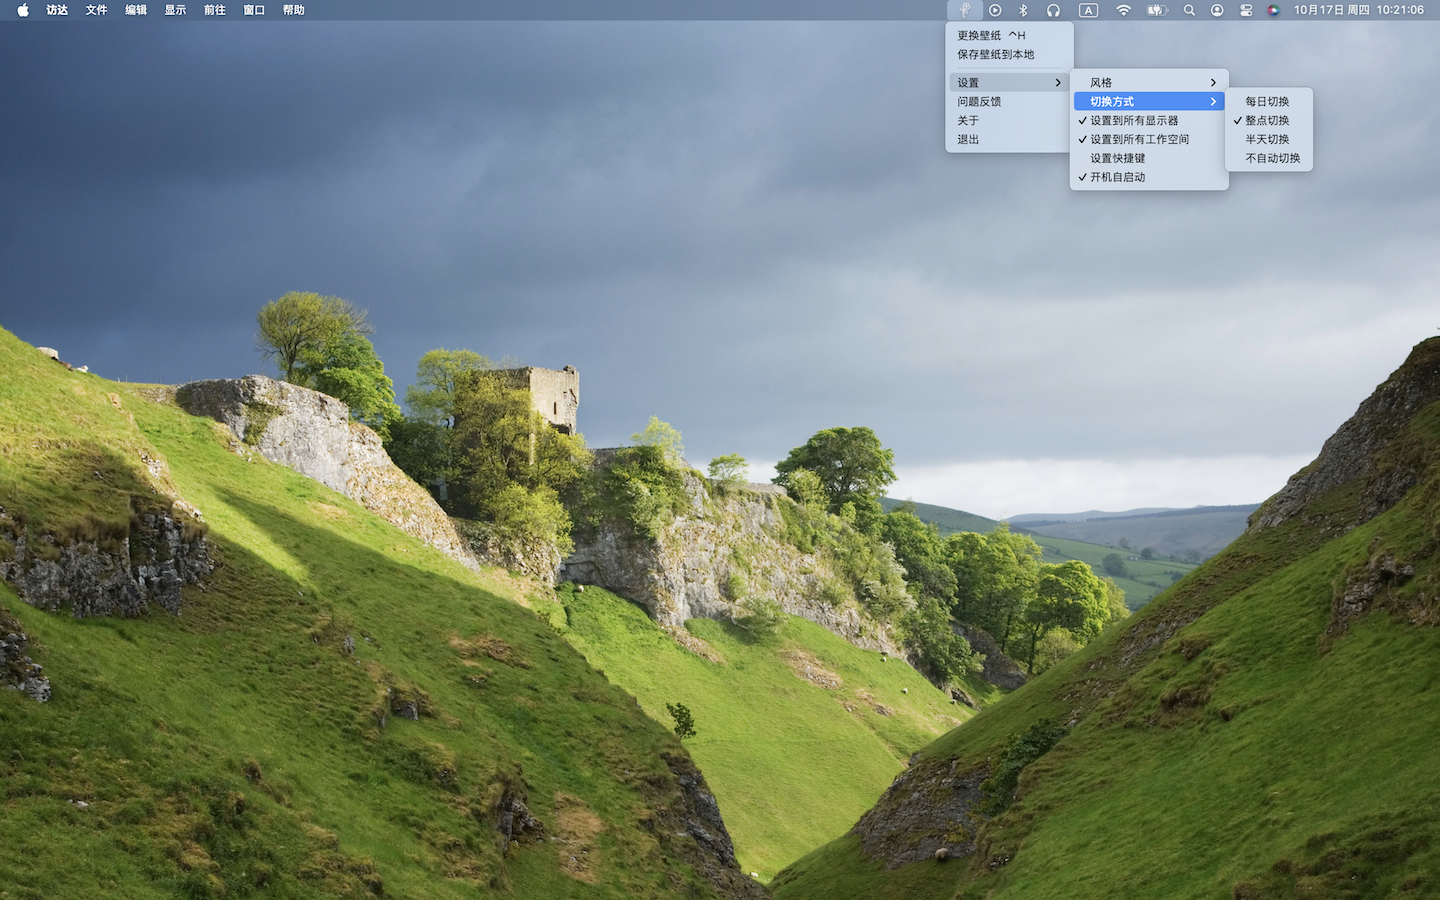 访达 文件 编辑 显示 前往 窗口 帮助 A 10月17日 周四 10:21:06
更换壁纸 ^H
保存壁纸到本地
设置
问题反馈
关于
退出
风格
切换方式
设置到所有显示器
设置到所有工作空间
设置快捷键
开机自启动
每日切换
整点切换
半天切换
不自动切换